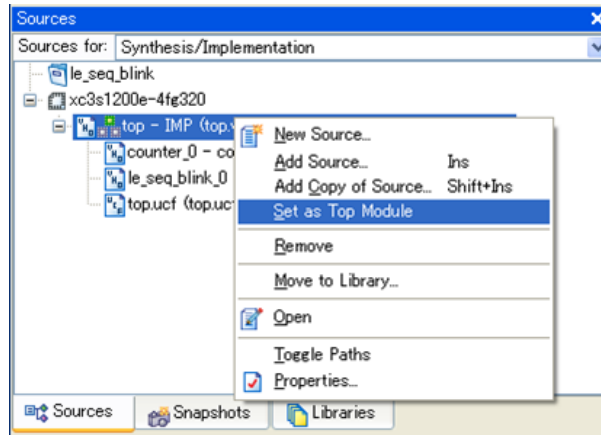 Sources
Sources for: Synthesis/Implementation
le_seq_blink
xc3s1200e-4fg320
top - IMP (top.v
counter_0 - co
le_seq_blink_0
top.ucf (top.uc
New Source...
Add Source... Ins
Add Copy of Source... Shift+Ins
Set as Top Module
Remove
Move to Library...
Open
Toggle Paths
Properties...
Sources Snapshots Libraries